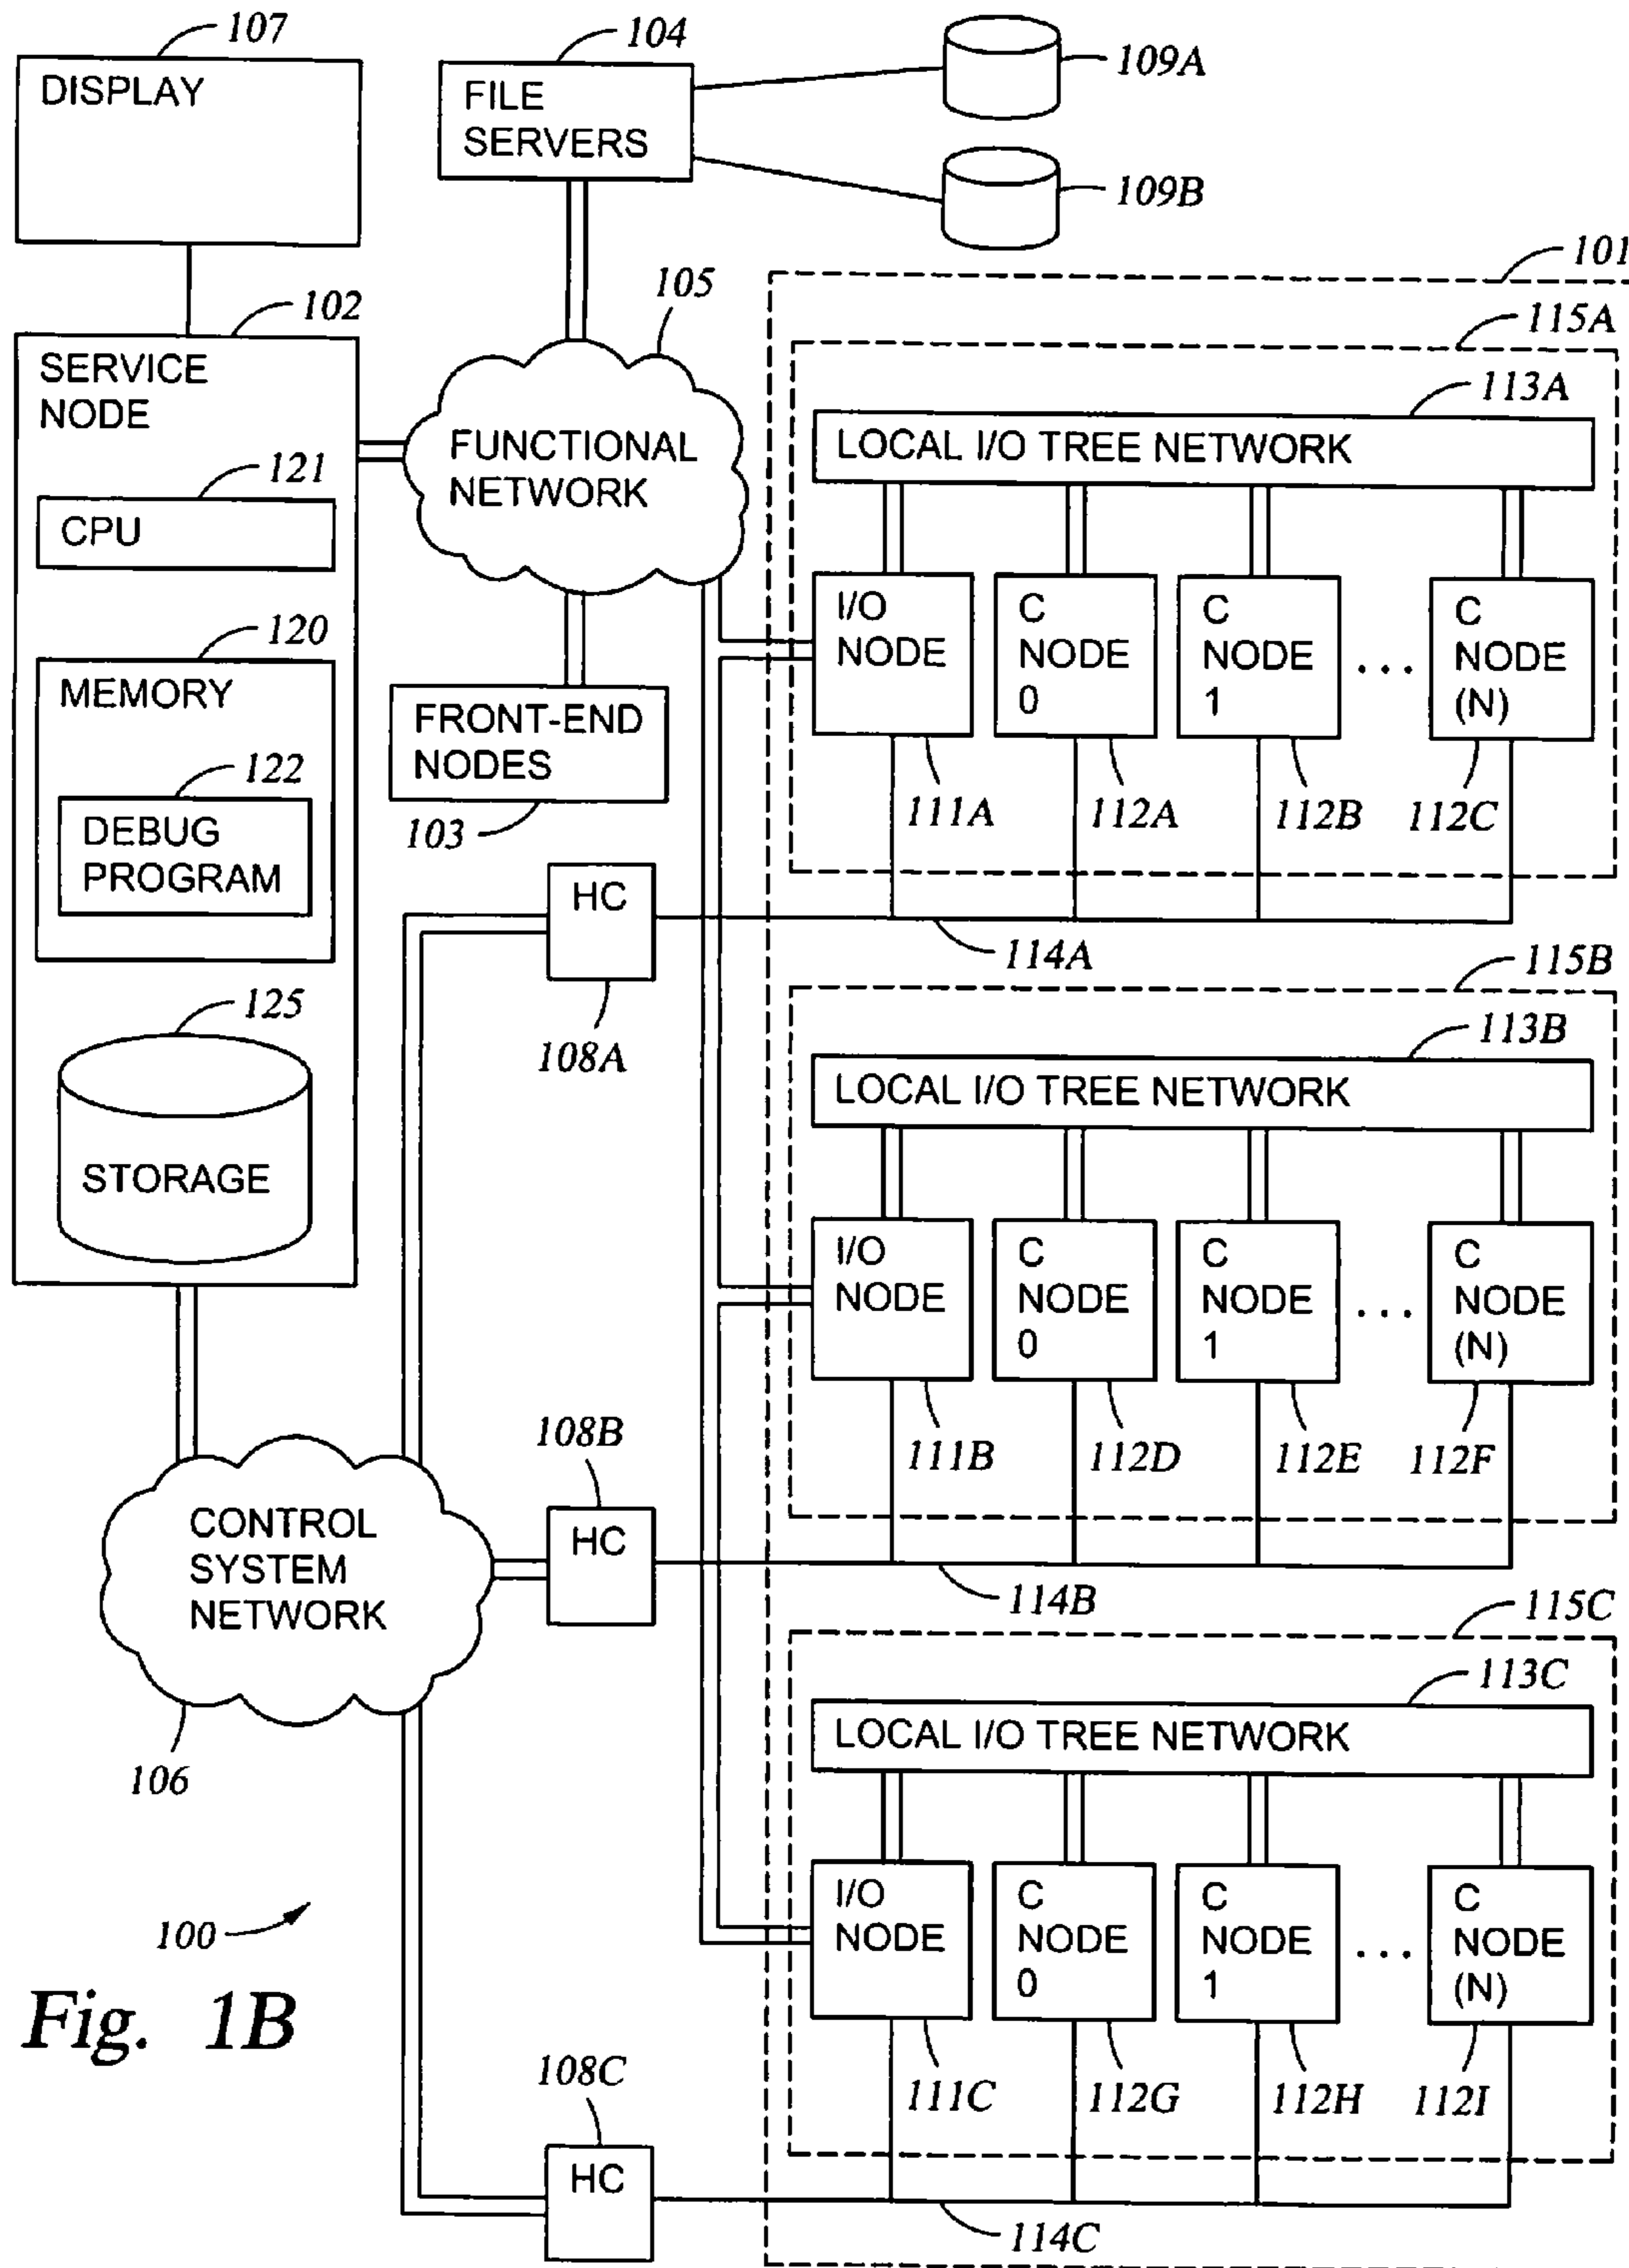 107
DISPLAY
104
FILE
SERVERS
109A
109B
101
102
SERVICE
NODE
121
CPU
120
MEMORY
122
DEBUG
PROGRAM
125
STORAGE
105
FUNCTIONAL
NETWORK
FRONT-END
NODES
103
115A
113A
LOCAL I/O TREE NETWORK
I/O
NODE
C
NODE
0
C
NODE
1
...
C
NODE
(N)
111A
112A
112B
112C
HC
108A
114A
115B
113B
LOCAL I/O TREE NETWORK
I/O
NODE
C
NODE
0
C
NODE
1
...
C
NODE
(N)
111B
112D
112E
112F
108B
HC
114B
CONTROL
SYSTEM
NETWORK
106
115C
113C
LOCAL I/O TREE NETWORK
I/O
NODE
C
NODE
0
C
NODE
1
...
C
NODE
(N)
111C
112G
112H
112I
108C
HC
114C
100
Fig. 1B